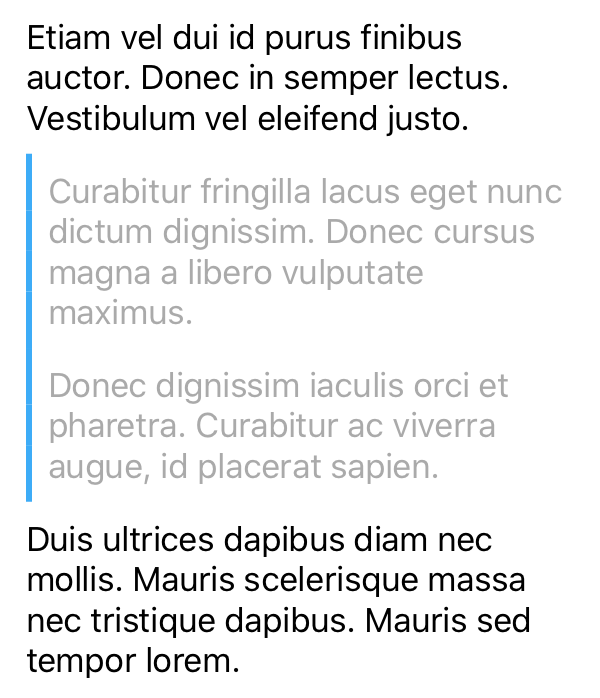 Etiam vel dui id purus finibus
auctor. Donec in semper lectus.
Vestibulum vel eleifend justo.
Curabitur fringilla lacus eget nunc
dictum dignissim. Donec cursus
magna a libero vulputate
maximus.
Donec dignissim iaculis orci et
pharetra. Curabitur ac viverra
augue, id placerat sapien.
Duis ultrices dapibus diam nec
mollis. Mauris scelerisque massa
nec tristique dapibus. Mauris sed
tempor lorem.